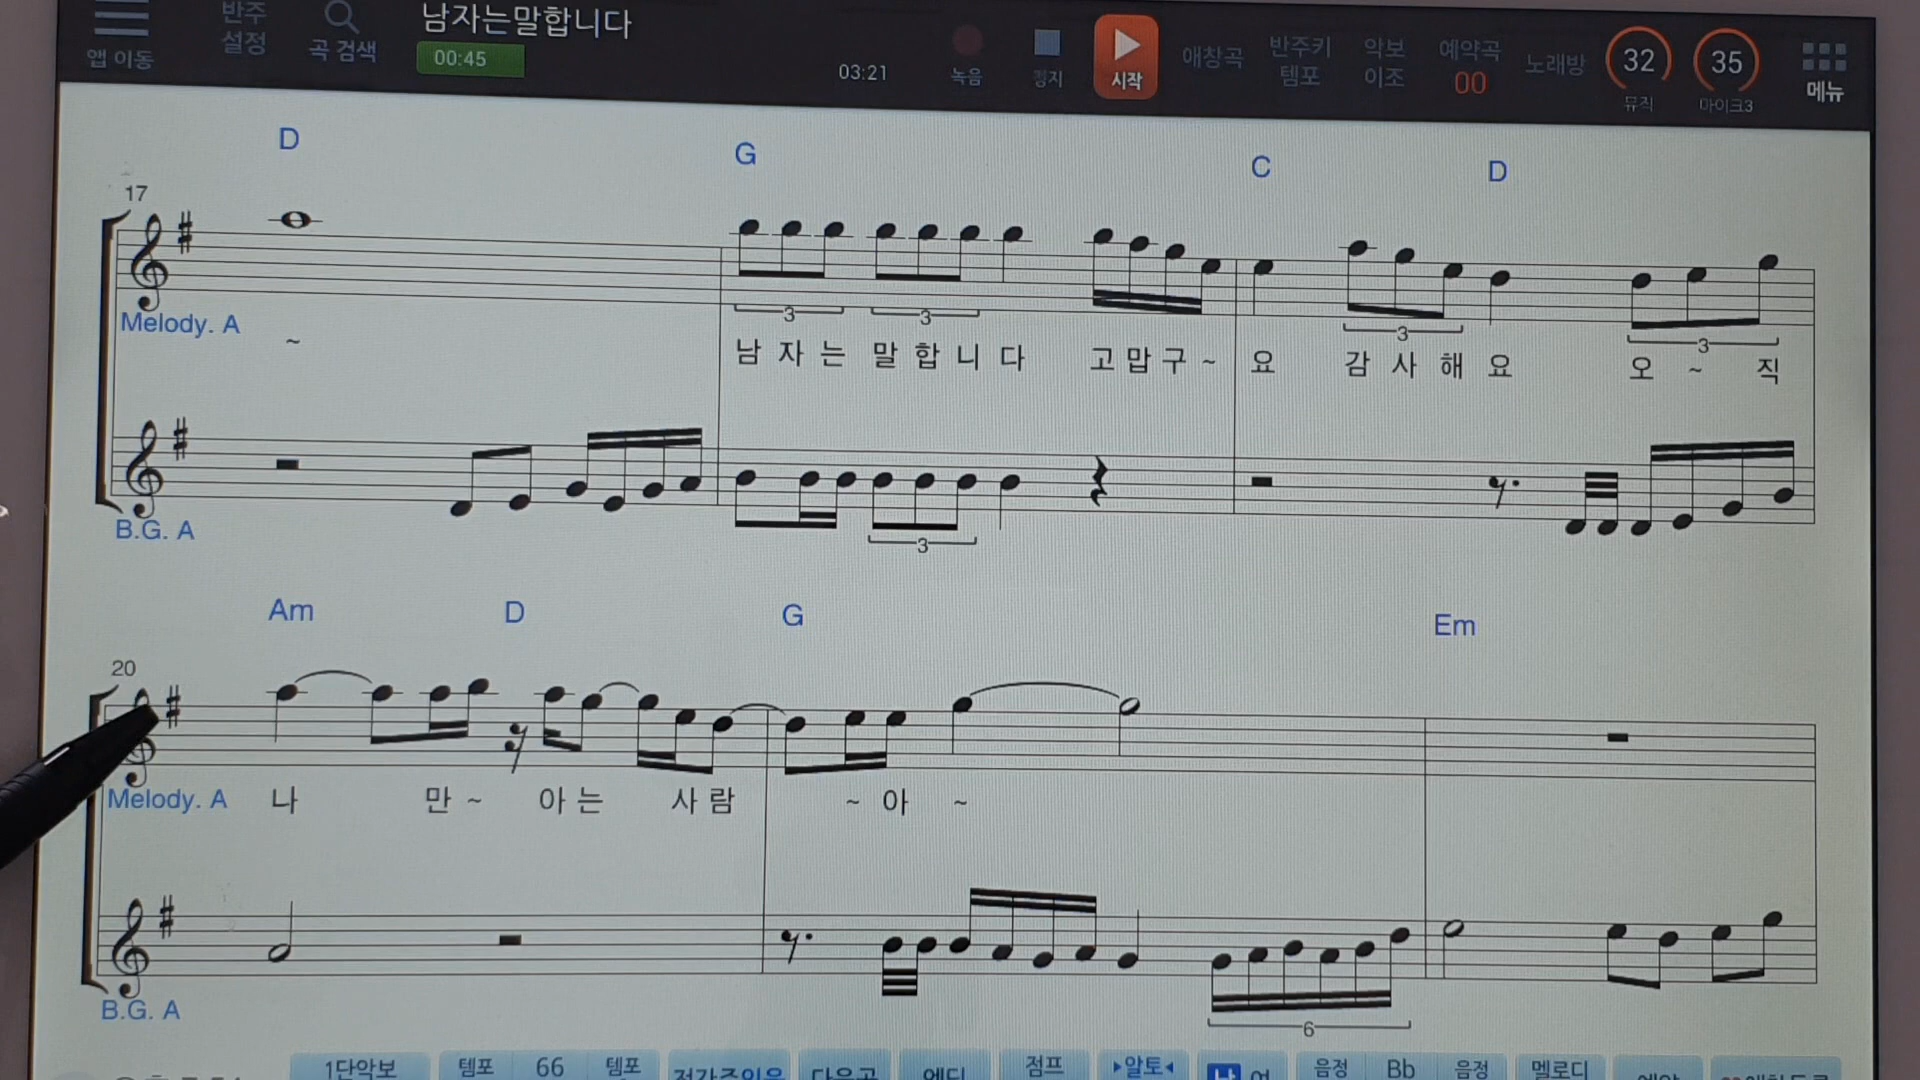 앱 이동
반주
설정
곡 검색
남자는말합니다
00:45
03:21
녹음
정지
시작
애창곡
반주키
템포
악보
이조
예약곡
00
노래방
32
뮤직
35
마이크3
메뉴
D G C D
17
Melody. A
3 3 3 3
~ 남 자 는 말 합 니 다 고 맙 구 ~ 요 감 사 해 요 오 ~ 직
B.G. A
3
Am D G Em
20
Melody. A 나 만 ~ 아 는 사 람 ~ 아 ~
B.G. A
6
1단악보 템포 66 템포 점프 ▸알토◂ 음정 Bb 음정 멜로디